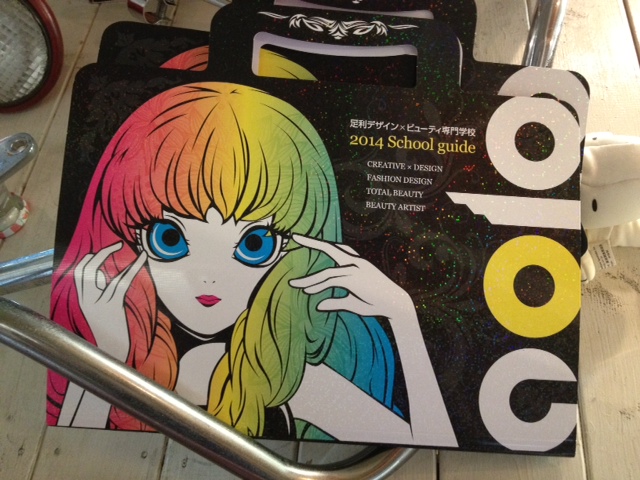 足利デザイン×ビューティ専門学校
2014 School guide
CREATIVE × DESIGN
FASHION DESIGN
TOTAL BEAUTY
BEAUTY ARTIST